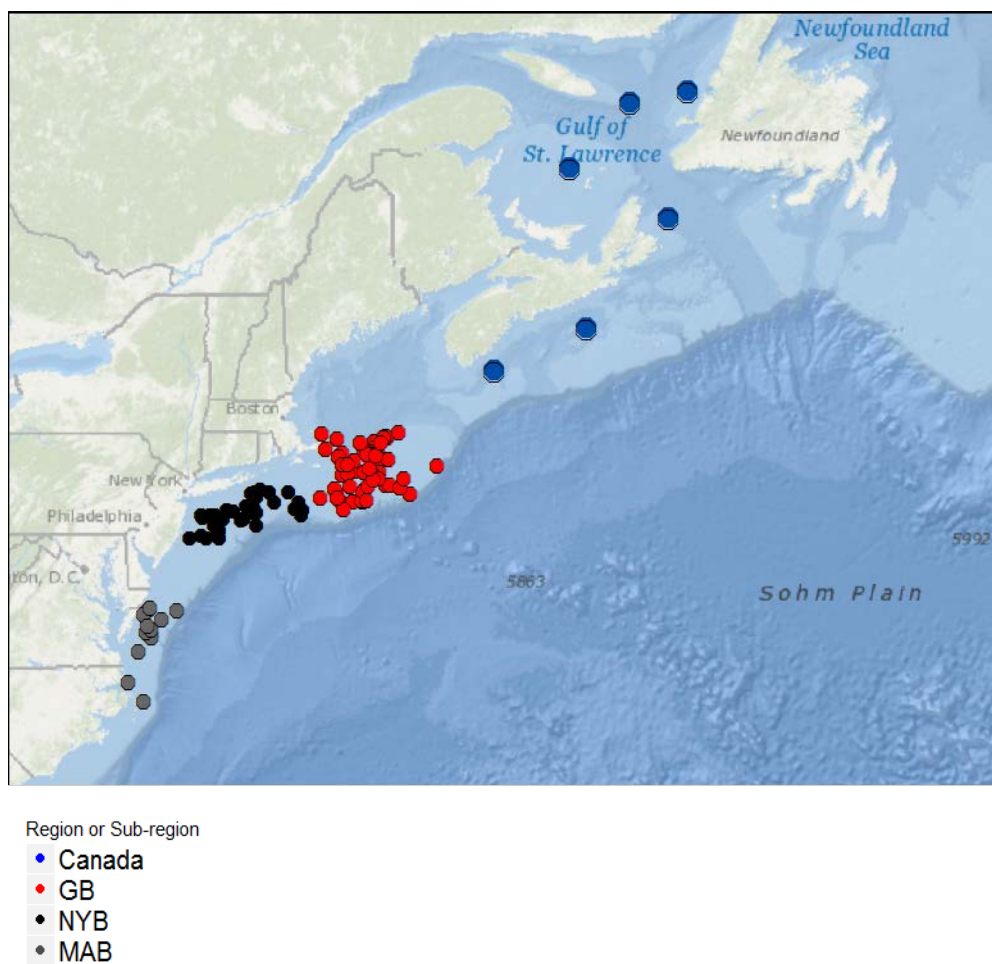 Newfoundland
Sea
Gulf of
St. Lawrence
Newfoundland
Boston
New York
Philadelphia
ton, D.C.
5863
5992
Sohm Plain
Region or Sub-region
Canada
GB
NYB
MAB